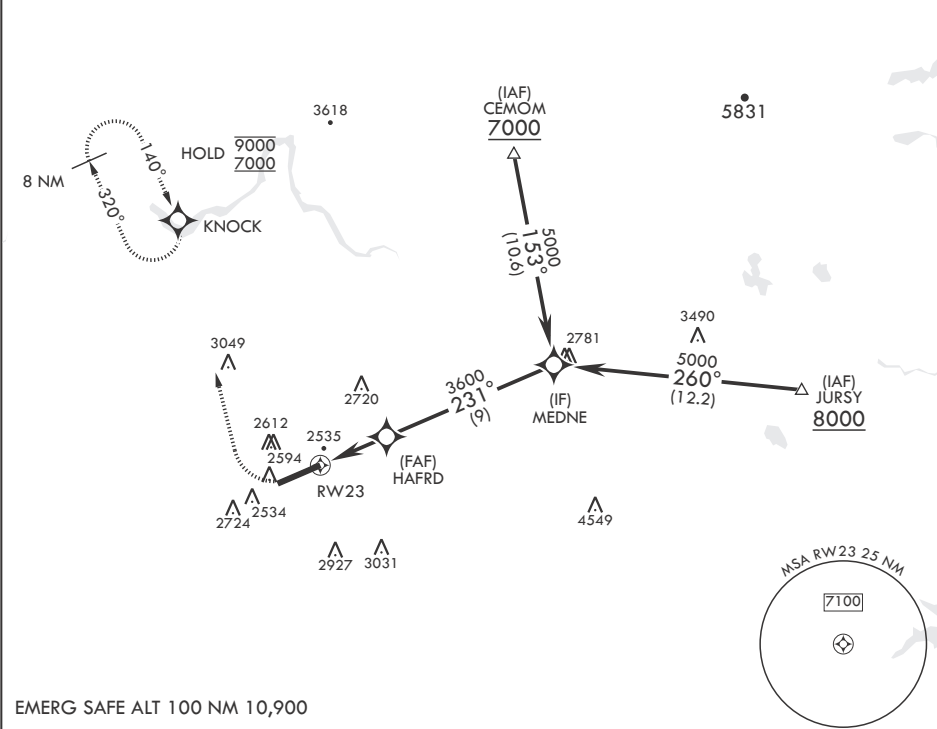 3618
(IAF)
CEMOM
7000
5831
HOLD 9000
7000
8 NM
140°
320°
KNOCK
5000
153°
(10.6)
3490
2781
3049
5000
260°
(12.2)
(IAF)
JURSY
8000
3600
231°
(9)
(IF)
MEDNE
2720
2612
2535
2594
(FAF)
HAFRD
RW23
2534
2724
4549
2927
3031
MSA RW23 25 NM
7100
EMERG SAFE ALT 100 NM 10,900